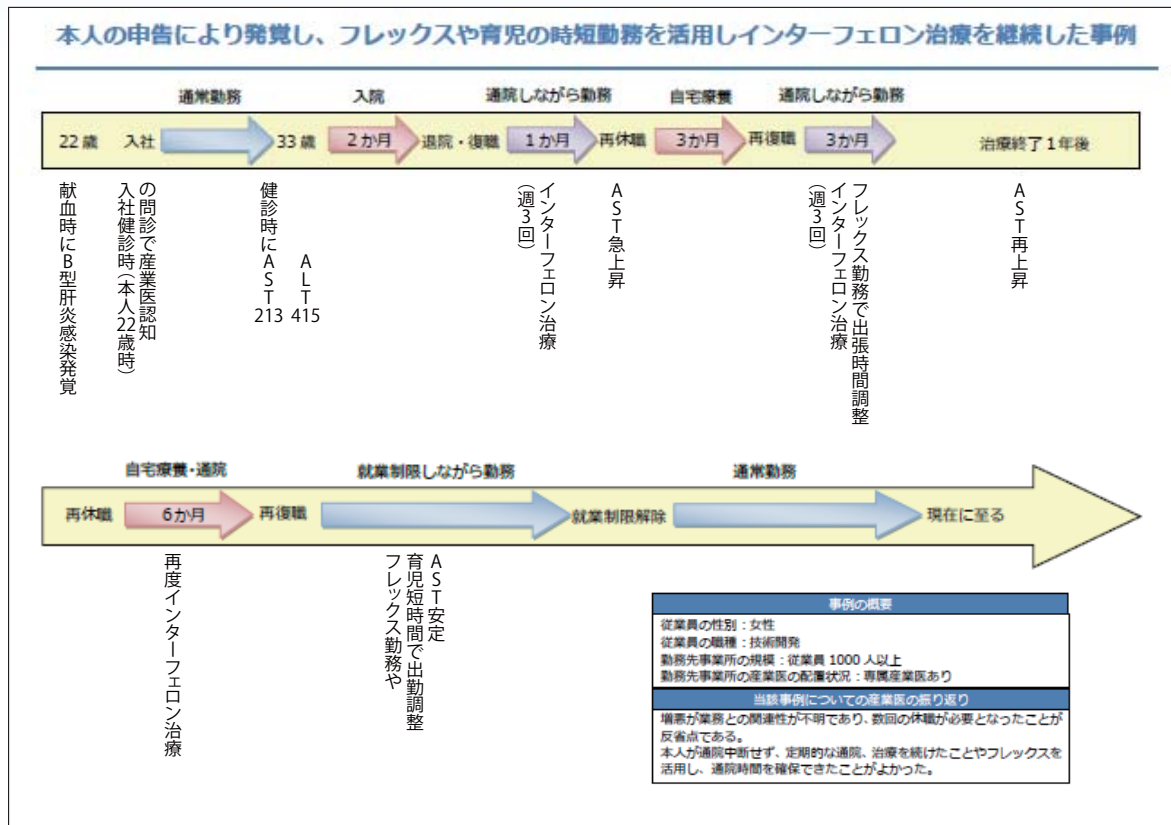 本人の申告により発覚し、フレックスや育児の時短勤務を活用しインターフェロン治療を継続した事例
通常勤務
入院
通院しながら勤務
自宅療養
通院しながら勤務
22歳
入社
33歳
2か月
退院・復職
1か月
再休職
3か月
再復職
3か月
治療終了1年後
献血時にB型肝炎感染発覚
入社健診時(本人22歳時)
の問診で産業医認知
健診時にAST213
ALT415
インターフェロン治療
(週3回)
AST急上昇
フレックス勤務で出張時間調整
インターフェロン治療
(週3回)
AST再上昇
自宅療養・通院
就業制限しながら勤務
通常勤務
再休職
6か月
再復職
就業制限解除
現在に至る
再度インターフェロン治療
AST安定
育児短時間で出勤調整
フレックス勤務や
事例の概要
従業員の性別：女性
従業員の職種：技術開発
勤務先事業所の規模：従業員1000人以上
勤務先事業所の産業医の配置状況：専属産業医あり
当該事例についての産業医の振り返り
増悪が業務との関連性が不明であり、数回の休職が必要となったことが
反省点である。
本人が通院中断せず、定期的な通院、治療を続けたことやフレックスを
活用し、通院時間を確保できたことがよかった。